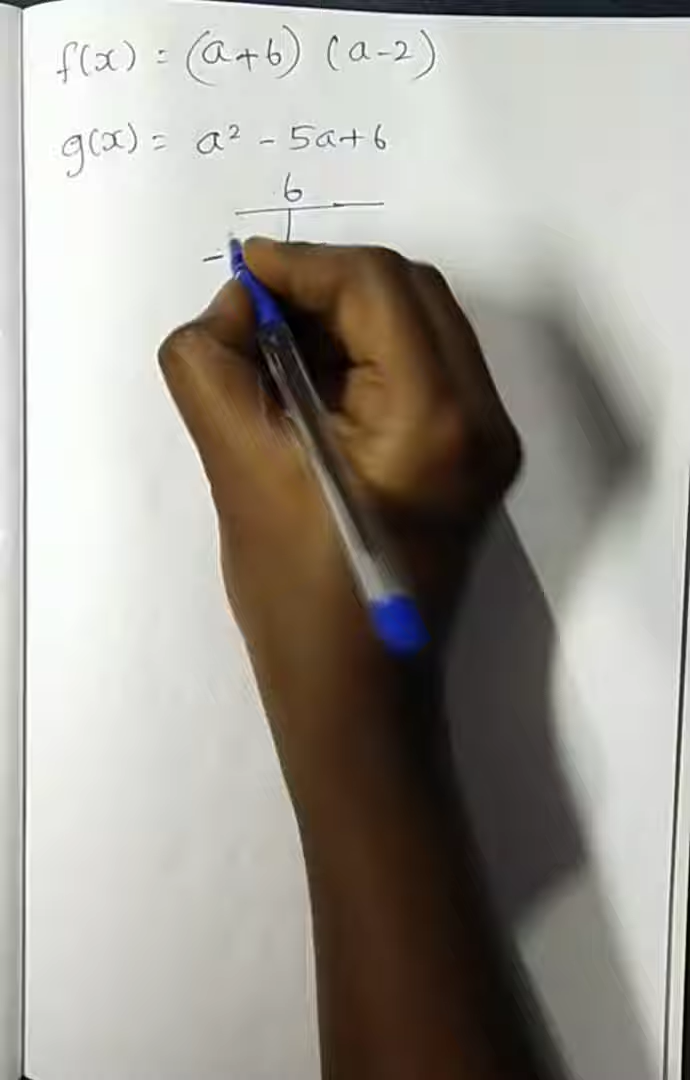 f(x) = (a+6) (a-2)
g(x) = a² - 5a + 6
6
-